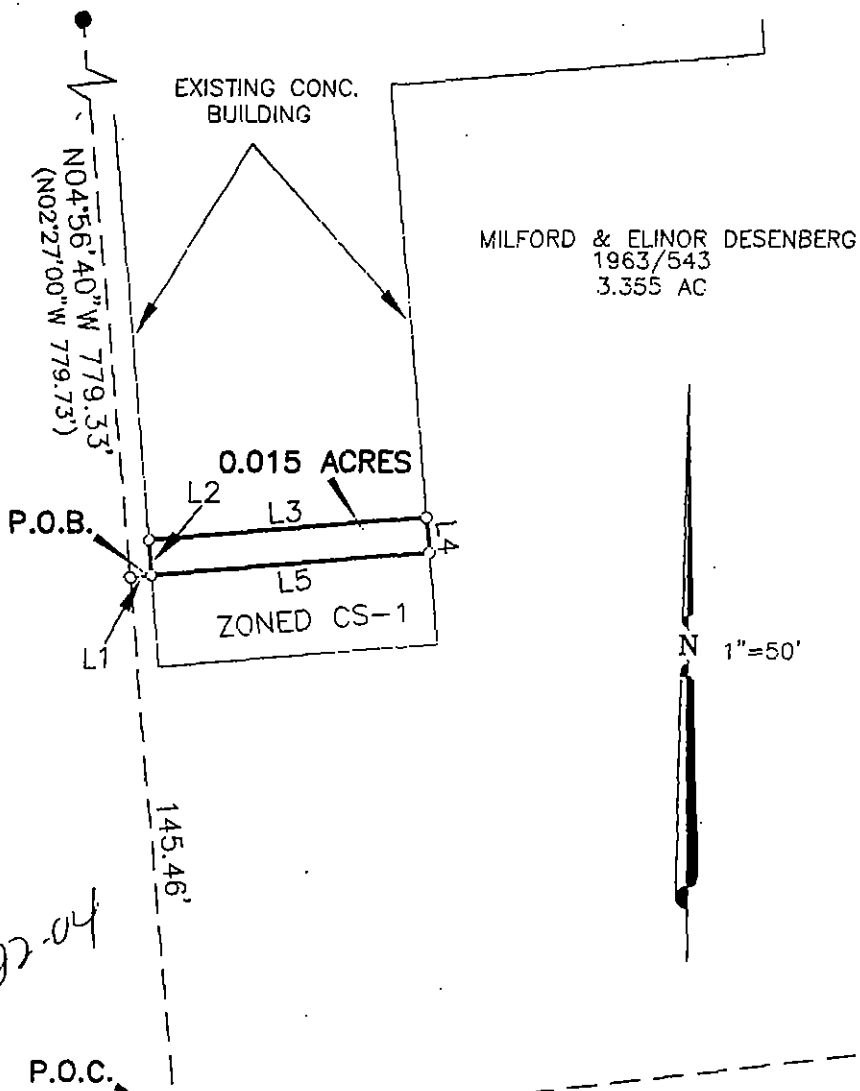 EXISTING CONC.
BUILDING
N04°56'40"W 779.33'
(N02°27'00"W 779.73')
MILFORD & ELINOR DESENBERG
1963/543
3.355 AC
0.015 ACRES
L2
L3
P.O.B.
L4
L5
L1
ZONED CS-1
N
1"=50'
145.46'
P.O.C.